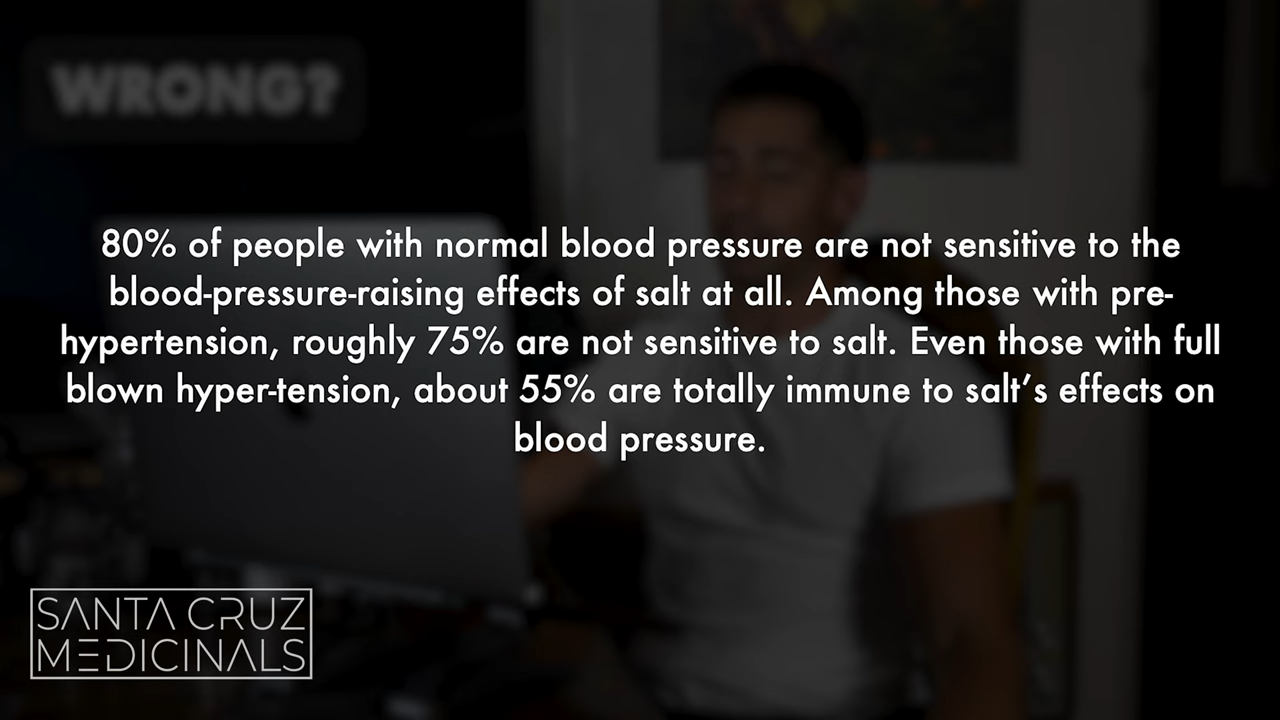 WRONG?
80% of people with normal blood pressure are not sensitive to the
blood-pressure-raising effects of salt at all. Among those with pre-
hypertension, roughly 75% are not sensitive to salt. Even those with full
blown hyper-tension, about 55% are totally immune to salt’s effects on
blood pressure.
SANTA CRUZ
MEDICINALS